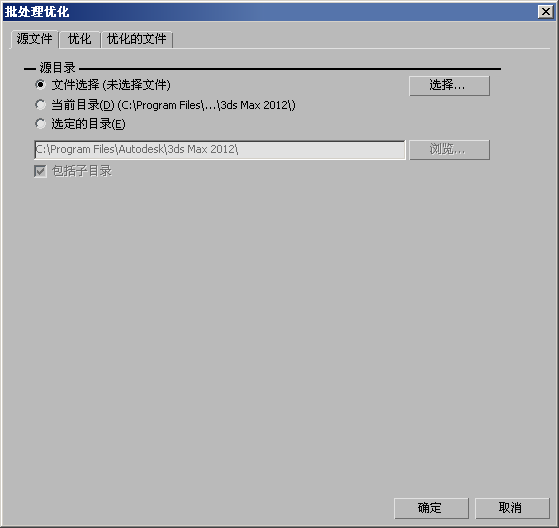 批处理优化
源文件 优化 优化的文件
源目录
文件选择 (未选择文件) 选择...
当前目录(D) (C:\Program Files\...\3ds Max 2012\)
选定的目录(E)
C:\Program Files\Autodesk\3ds Max 2012\ 浏览...
包括子目录
确定 取消